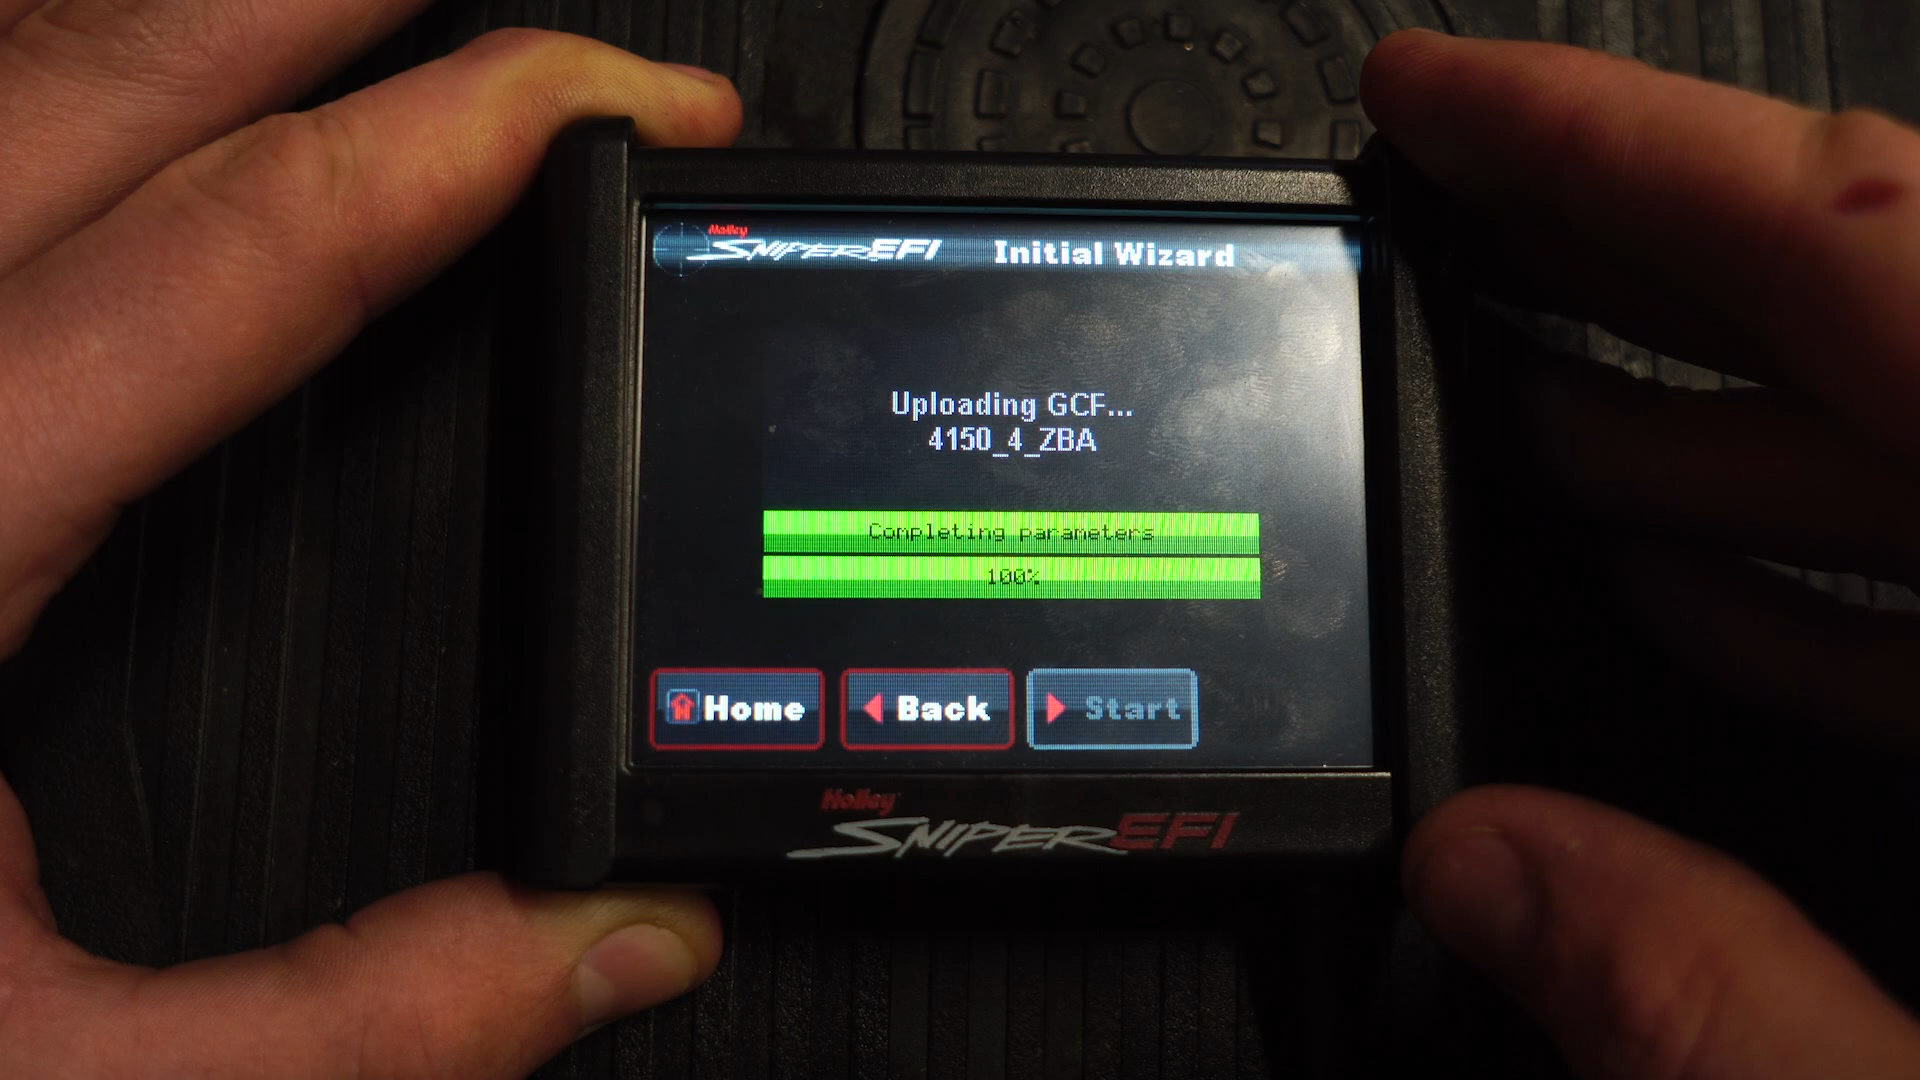 Holley
SNIPER EFI
Initial Wizard
Uploading GCF...
4150_4_ZBA
Completing parameters
100%
Home
Back
Start
Holley
SNIPER EFI